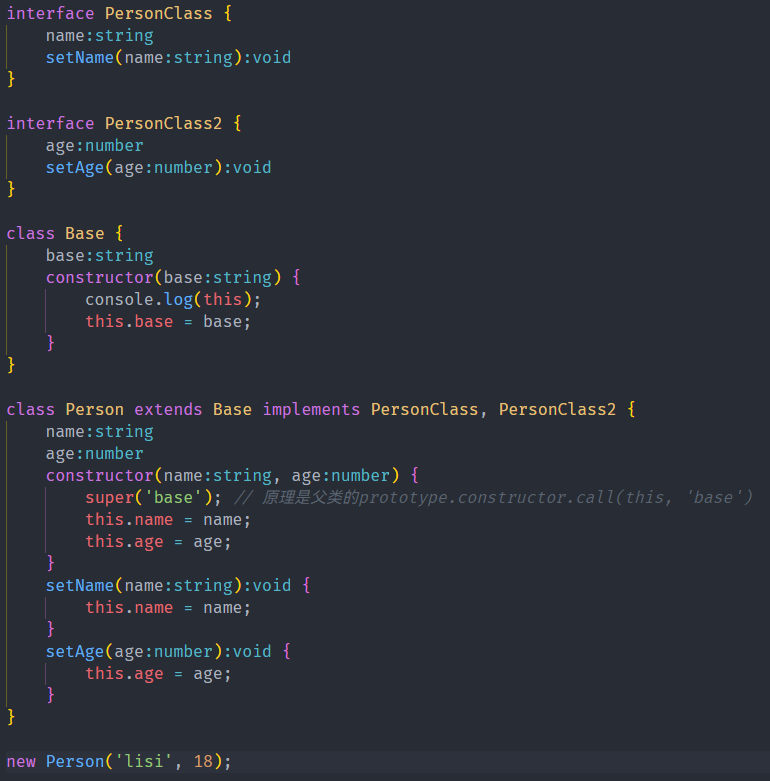 interface PersonClass {
name:string
setName(name:string):void
}
interface PersonClass2 {
age:number
setAge(age:number):void
}
class Base {
base:string
constructor(base:string) {
console.log(this);
this.base = base;
}
}
class Person extends Base implements PersonClass, PersonClass2 {
name:string
age:number
constructor(name:string, age:number) {
super('base'); // 原理是父类的prototype.constructor.call(this, 'base')
this.name = name;
this.age = age;
}
setName(name:string):void {
this.name = name;
}
setAge(age:number):void {
this.age = age;
}
}
new Person('lisi', 18);